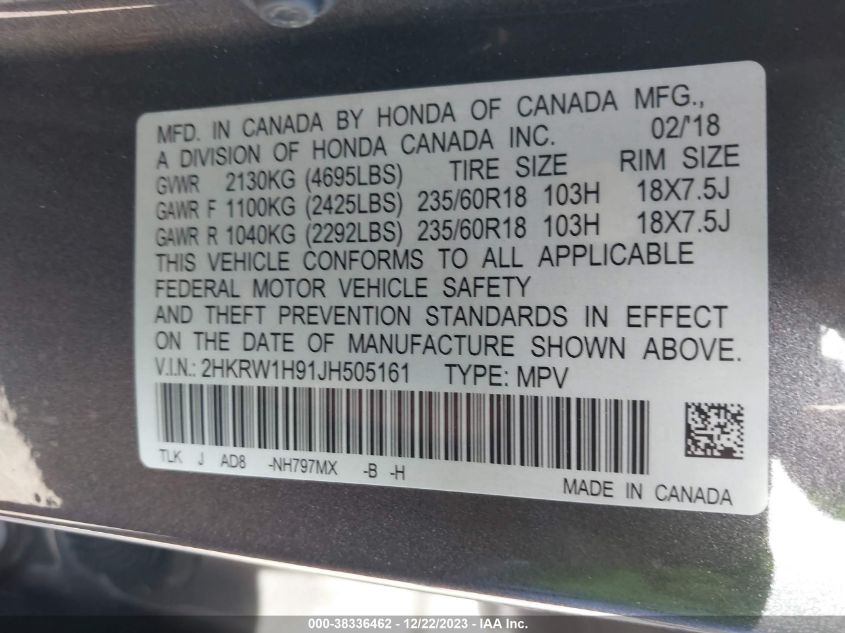 MFD. IN CANADA BY HONDA OF CANADA MFG.,
A DIVISION OF HONDA CANADA INC. 02/'18
GVWR 2130KG (4695LBS) TIRE SIZE RIM SIZE
GAWR F 1100KG (2425LBS) 235/60R18 103H 18X7.5J
GAWR R 1040KG (2292LBS) 235/60R18 103H 18X7.5J
THIS VEHICLE CONFORMS TO ALL APPLICABLE
FEDERAL MOTOR VEHICLE SAFETY
AND THEFT PREVENTION STANDARDS IN EFFECT
ON THE DATE OF MANUFACTURE SHOWN ABOVE.
V.I.N.: 2HKRW1H91JH505161 TYPE: MPV
TLK J AD8 -NH797MX -B -H
MADE IN CANADA
000-38336462 - 12/22/2023 - IAA Inc.